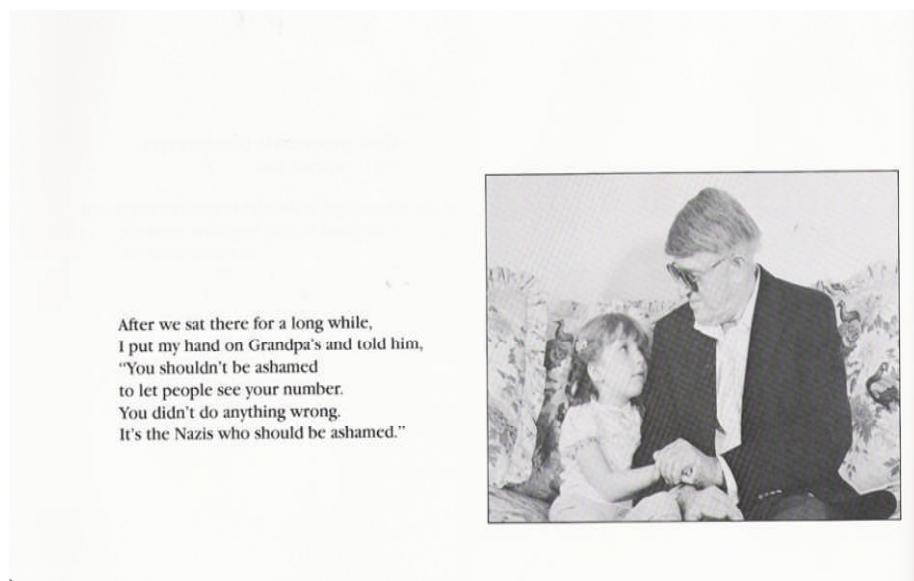 After we sat there for a long while,
I put my hand on Grandpa's and told him,
"You shouldn't be ashamed
to let people see your number.
You didn't do anything wrong.
It's the Nazis who should be ashamed."